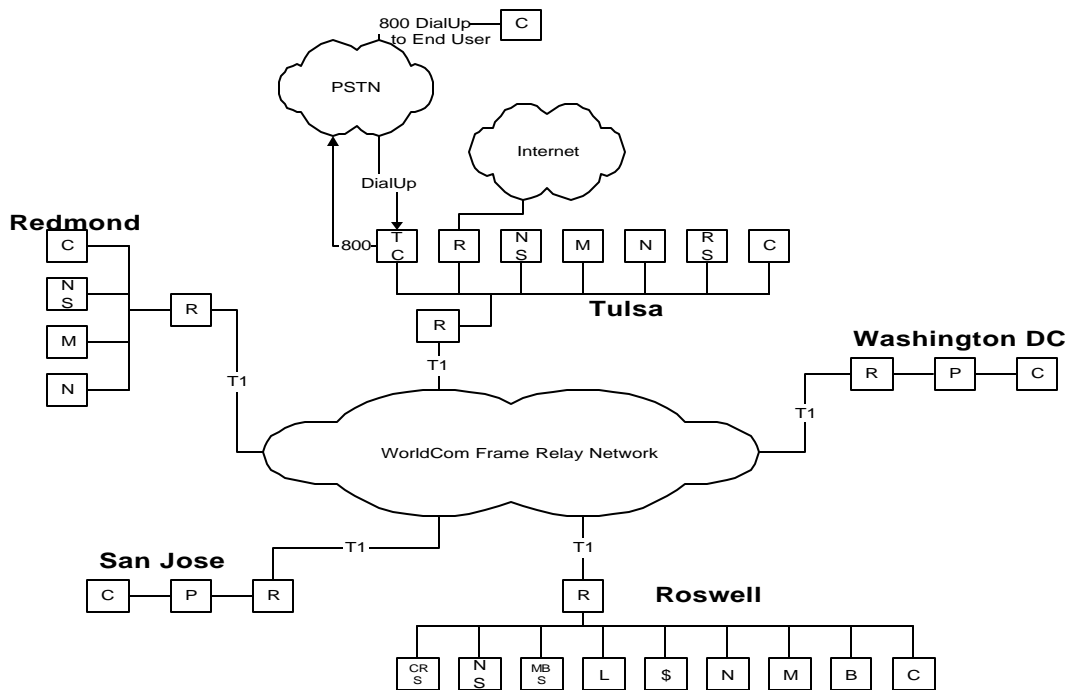 800 DialUp
to End User
C
PSTN
Internet
DialUp
Redmond
800
T
C
R
N
S
M
N
R
S
C
C
N
S
M
N
R
T1
Tulsa
R
T1
Washington DC
R
P
C
T1
WorldCom Frame Relay Network
San Jose
C
P
R
T1
T1
R
Roswell
CR
S
N
S
MB
S
L
$
N
M
B
C